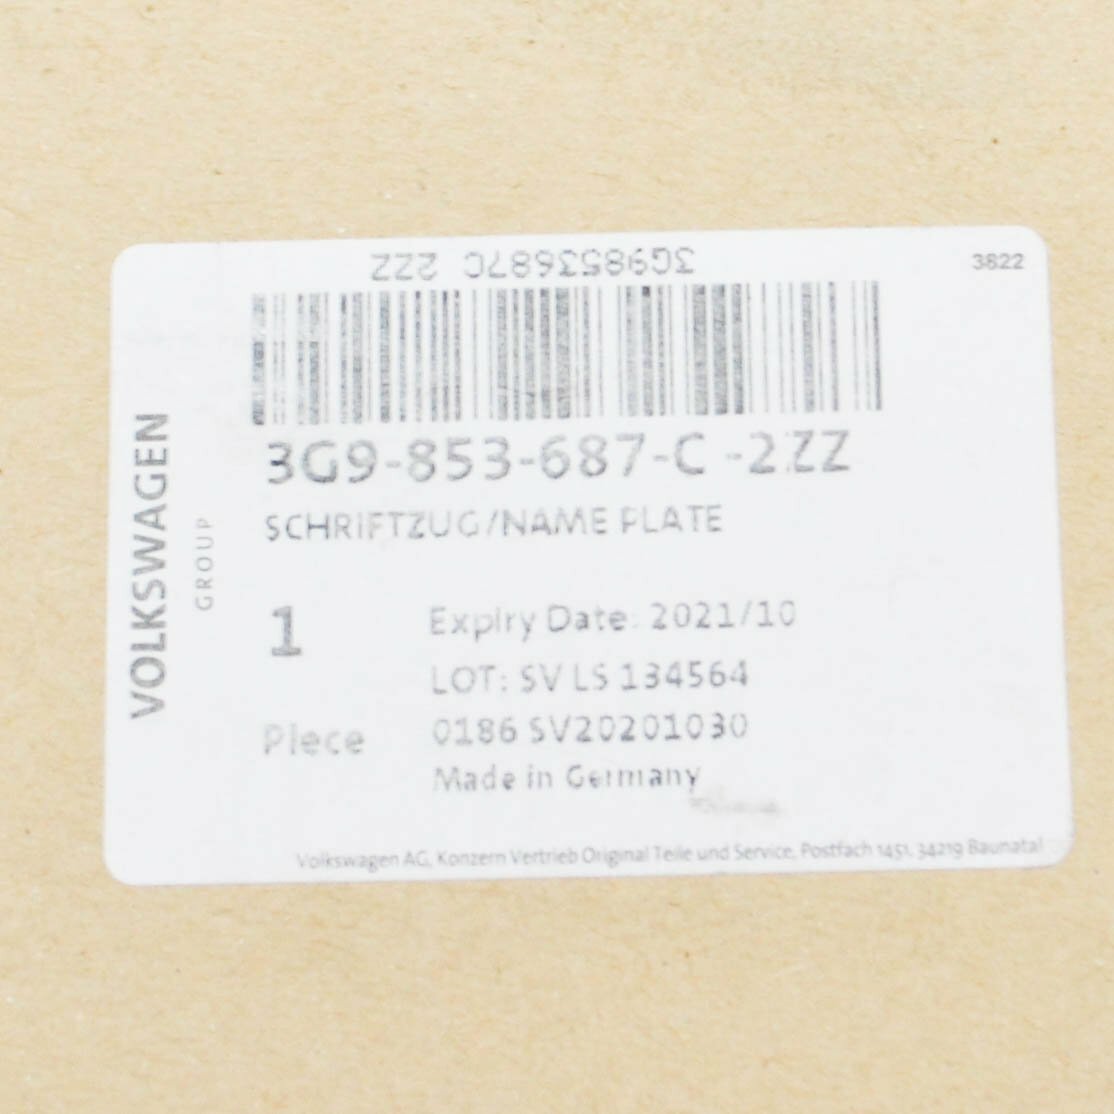 3G9853687C 2ZZ
3822
3G9-853-687-C -2ZZ
SCHRIFTZUG/NAME PLATE
VOLKSWAGEN
GROUP
1
Piece
Expiry Date: 2021/10
LOT: SV LS 134564
0186 SV20201030
Made in Germany
Volkswagen AG, Konzern Vertrieb Original Teile und Service, Postfach 1451, 34219 Baunatal